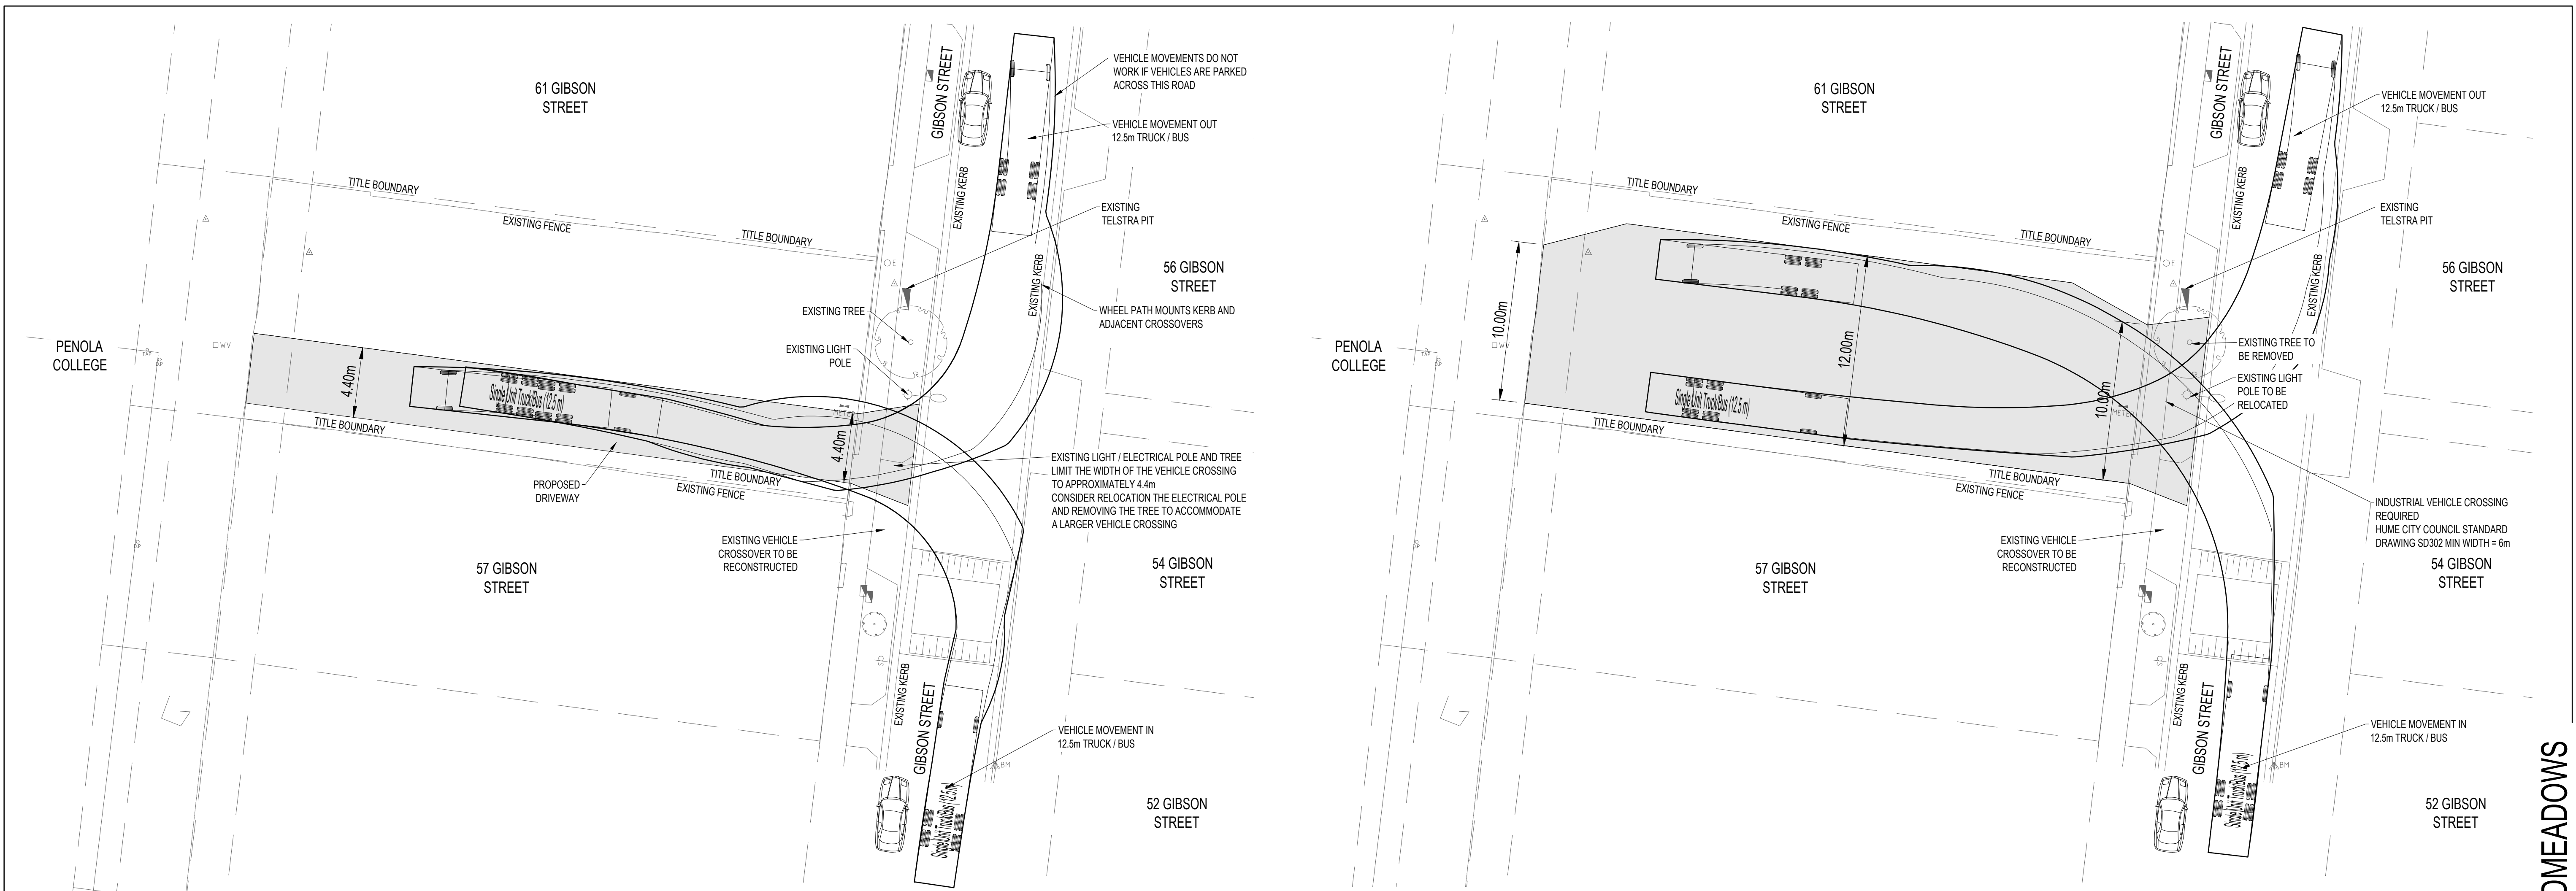 61 GIBSON
STREET
GIBSON STREET
VEHICLE MOVEMENTS DO NOT
WORK IF VEHICLES ARE PARKED
ACROSS THIS ROAD
VEHICLE MOVEMENT OUT
12.5m TRUCK / BUS
TITLE BOUNDARY
EXISTING FENCE
TITLE BOUNDARY
EXISTING KERB
EXISTING
TELSTRA PIT
E
56 GIBSON
STREET
EXISTING KERB
EXISTING TREE
WHEEL PATH MOUNTS KERB AND
ADJACENT CROSSOVERS
EXISTING LIGHT
POLE
PENOLA
COLLEGE
WV
4.40m
Single Unit Truck/Bus (12.5 m)
METER
4.40m
TITLE BOUNDARY
EXISTING LIGHT / ELECTRICAL POLE AND TREE
LIMIT THE WIDTH OF THE VEHICLE CROSSING
TO APPROXIMATELY 4.4m
CONSIDER RELOCATION THE ELECTRICAL POLE
AND REMOVING THE TREE TO ACCOMMODATE
A LARGER VEHICLE CROSSING
TITLE BOUNDARY
EXISTING FENCE
PROPOSED
DRIVEWAY
EXISTING VEHICLE
CROSSOVER TO BE
RECONSTRUCTED
57 GIBSON
STREET
54 GIBSON
STREET
EXISTING KERB
GIBSON STREET
VEHICLE MOVEMENT IN
12.5m TRUCK / BUS
BM
Single Unit Truck/Bus (12.5 m)
52 GIBSON
STREET
61 GIBSON
STREET
GIBSON STREET
VEHICLE MOVEMENT OUT
12.5m TRUCK / BUS
TITLE BOUNDARY
EXISTING FENCE
TITLE BOUNDARY
EXISTING KERB
EXISTING
TELSTRA PIT
E
56 GIBSON
STREET
EXISTING KERB
10.00m
12.00m
WV
PENOLA
COLLEGE
EXISTING TREE TO
BE REMOVED
EXISTING LIGHT
POLE TO BE
RELOCATED
Single Unit Truck/Bus (12.5 m)
10.00m
METER
TITLE BOUNDARY
TITLE BOUNDARY
EXISTING FENCE
INDUSTRIAL VEHICLE CROSSING
REQUIRED
HUME CITY COUNCIL STANDARD
DRAWING SD302 MIN WIDTH = 6m
EXISTING VEHICLE
CROSSOVER TO BE
RECONSTRUCTED
57 GIBSON
STREET
54 GIBSON
STREET
EXISTING KERB
GIBSON STREET
VEHICLE MOVEMENT IN
12.5m TRUCK / BUS
BM
Single Unit Truck/Bus (12.5 m)
52 GIBSON
STREET